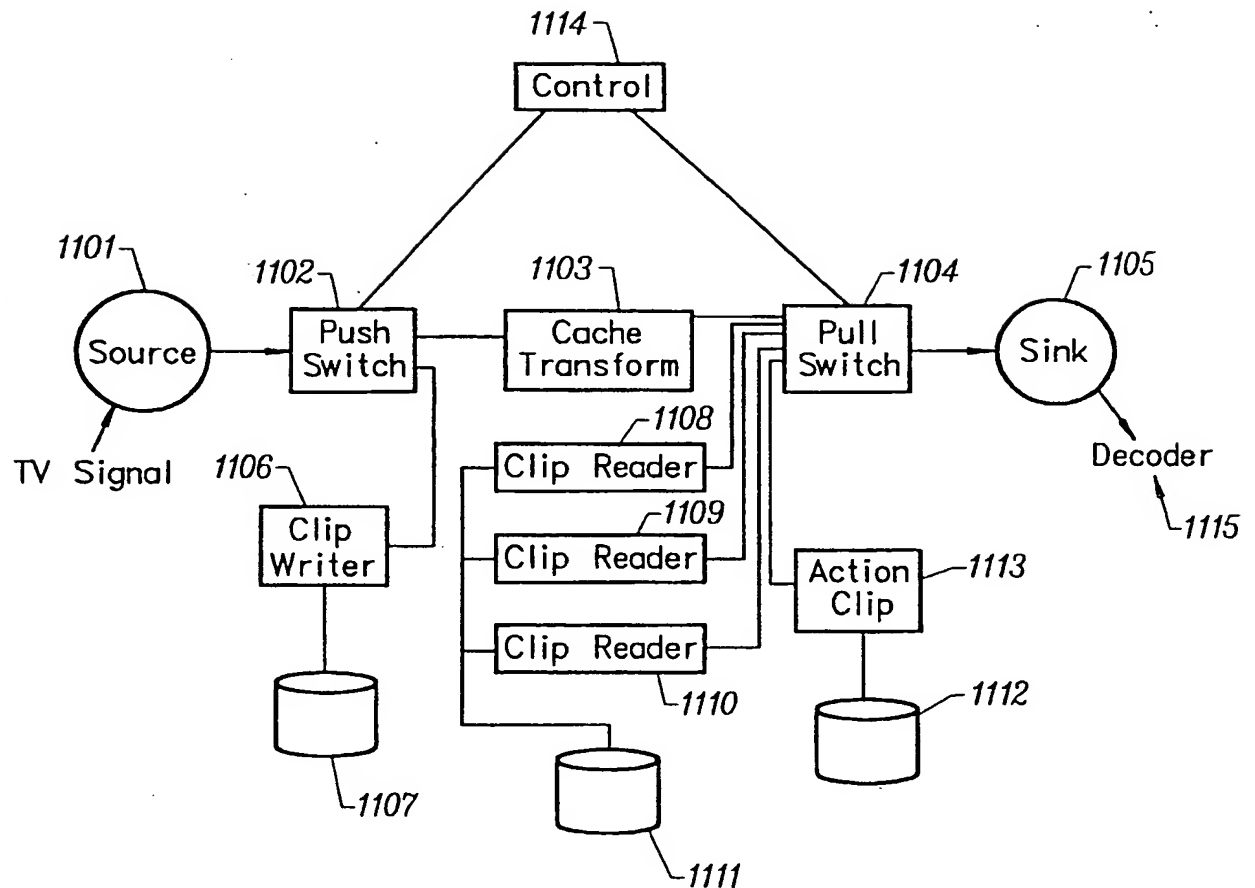 1114
Control
1101
1102
1103
1104
1105
Source
Push
Switch
Cache
Transform
Pull
Switch
Sink
TV Signal
1106
Clip
Writer
1108
Clip Reader
1109
Clip Reader
Clip Reader
1110
Decoder
1115
Action
Clip
1113
1107
1111
1112